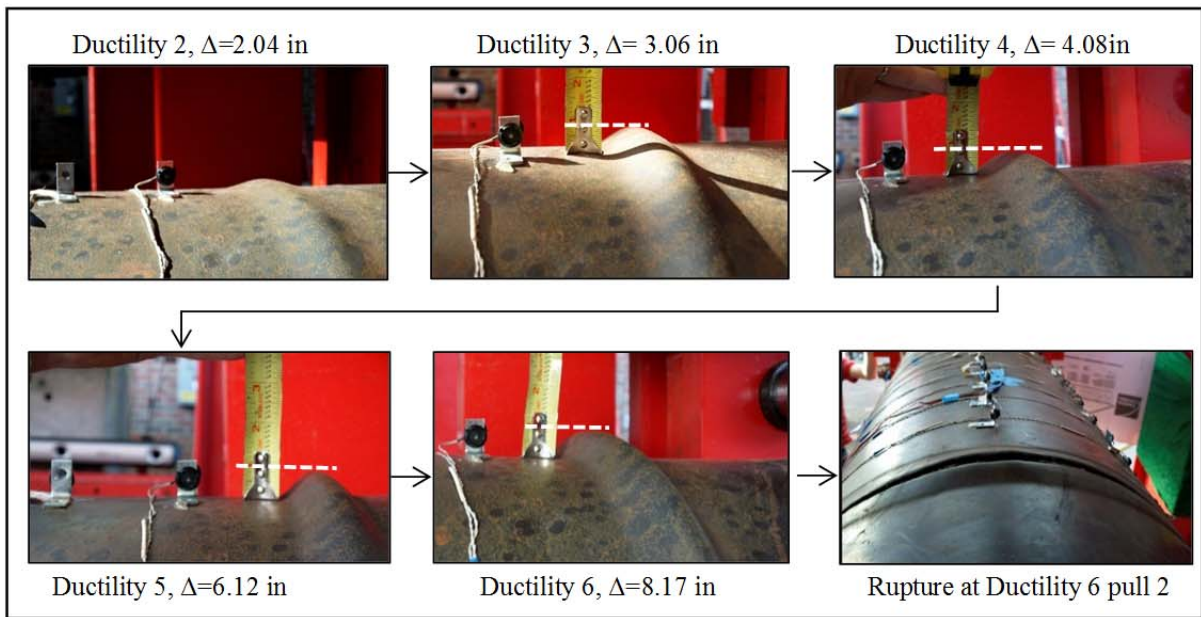 Ductility 2, Δ=2.04 in
Ductility 3, Δ= 3.06 in
Ductility 4, Δ= 4.08in
Ductility 5, Δ=6.12 in
Ductility 6, Δ=8.17 in
Rupture at Ductility 6 pull 2